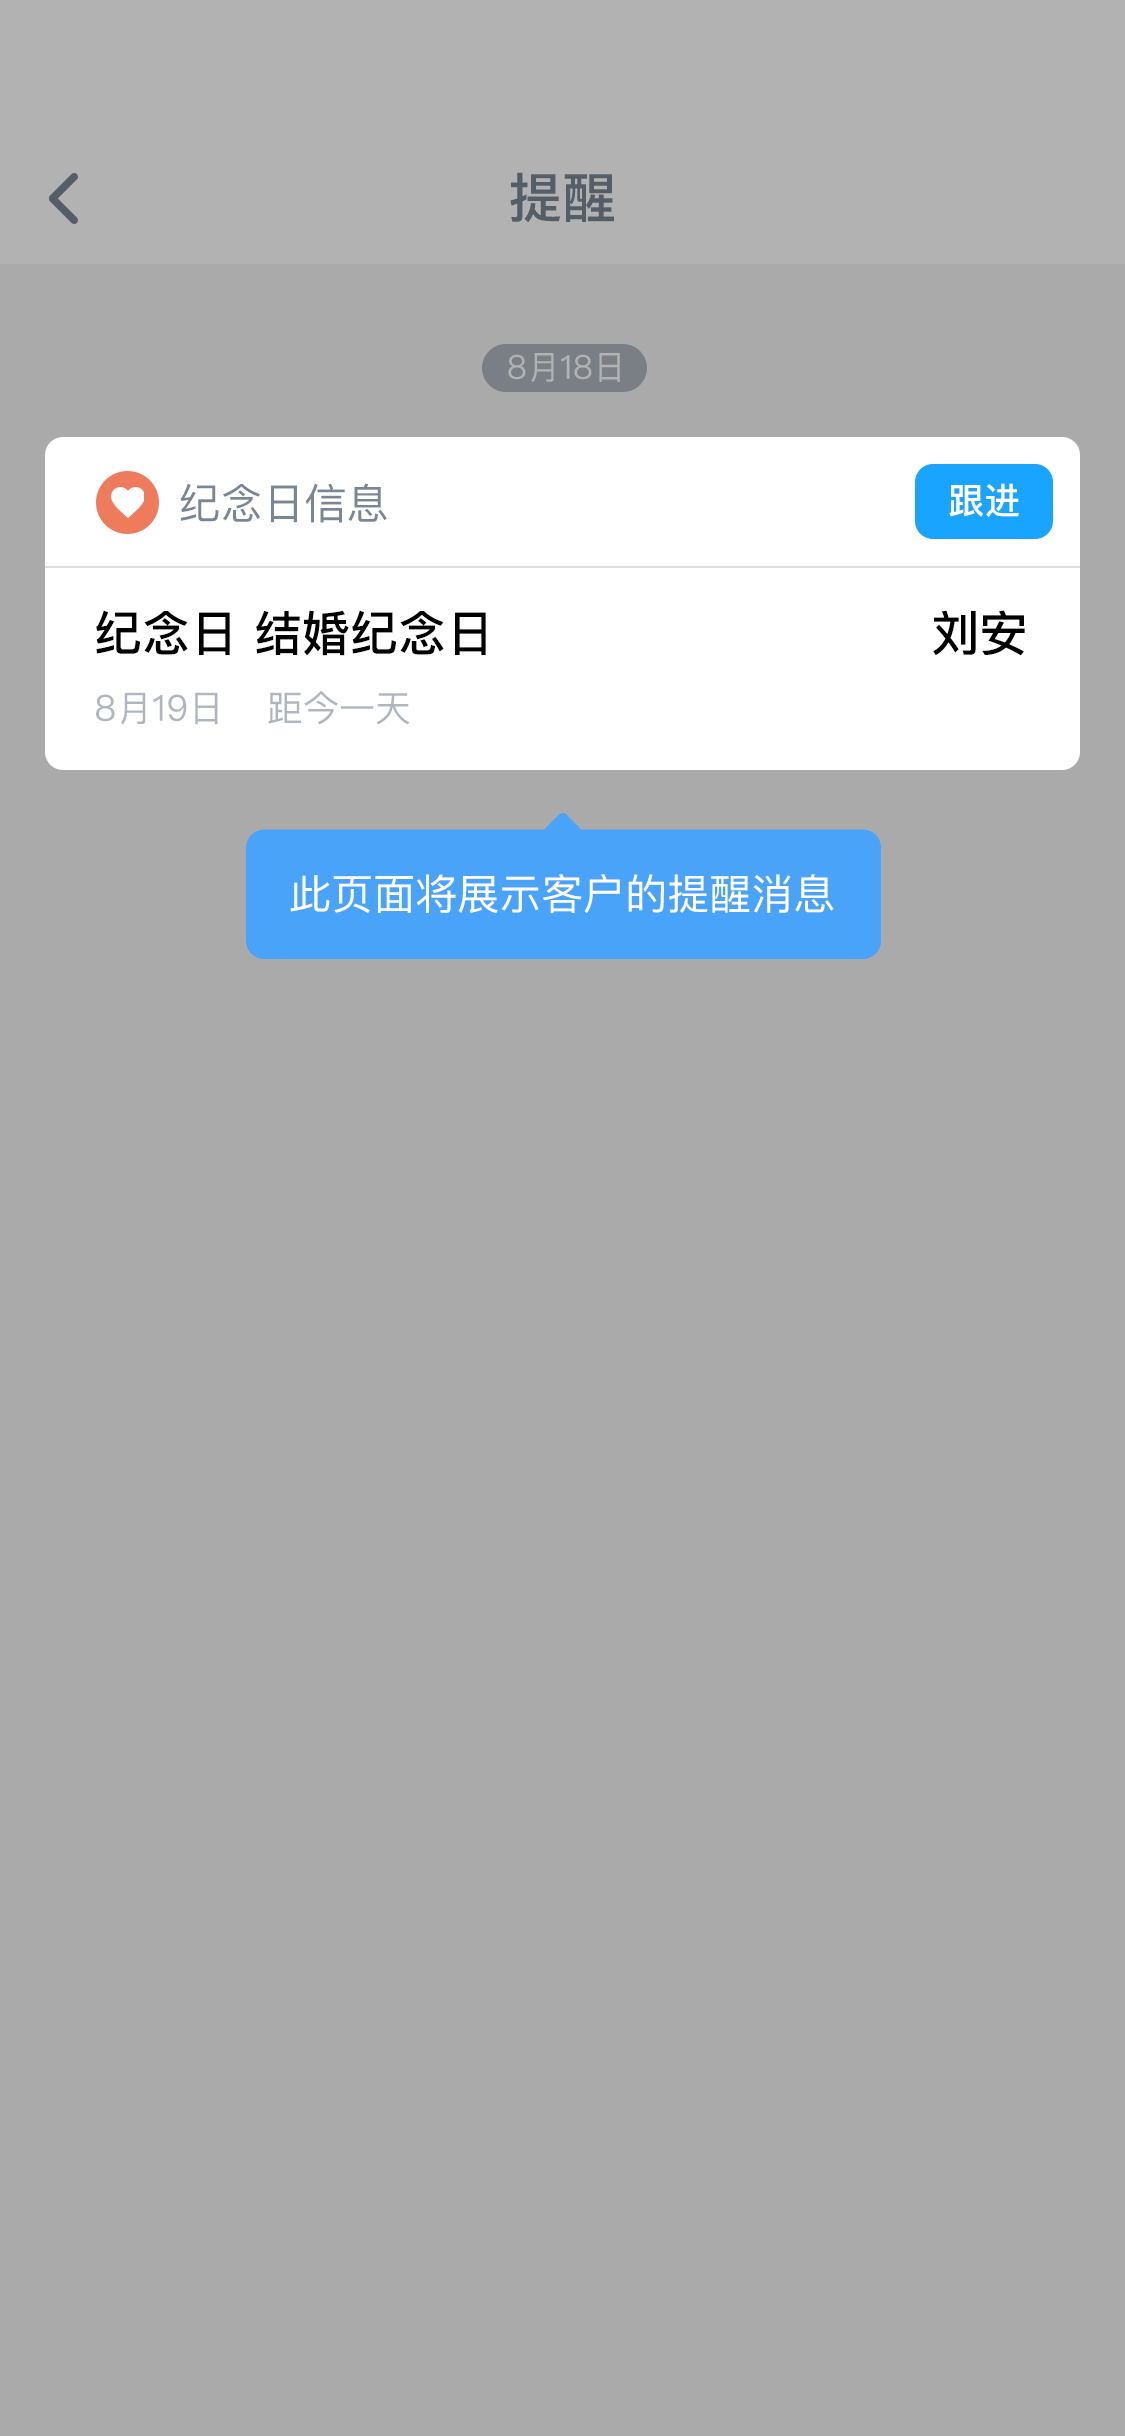 提醒
8月18日
纪念日信息 跟进
纪念日 结婚纪念日 刘安
8月19日 距今一天
此页面将展示客户的提醒消息